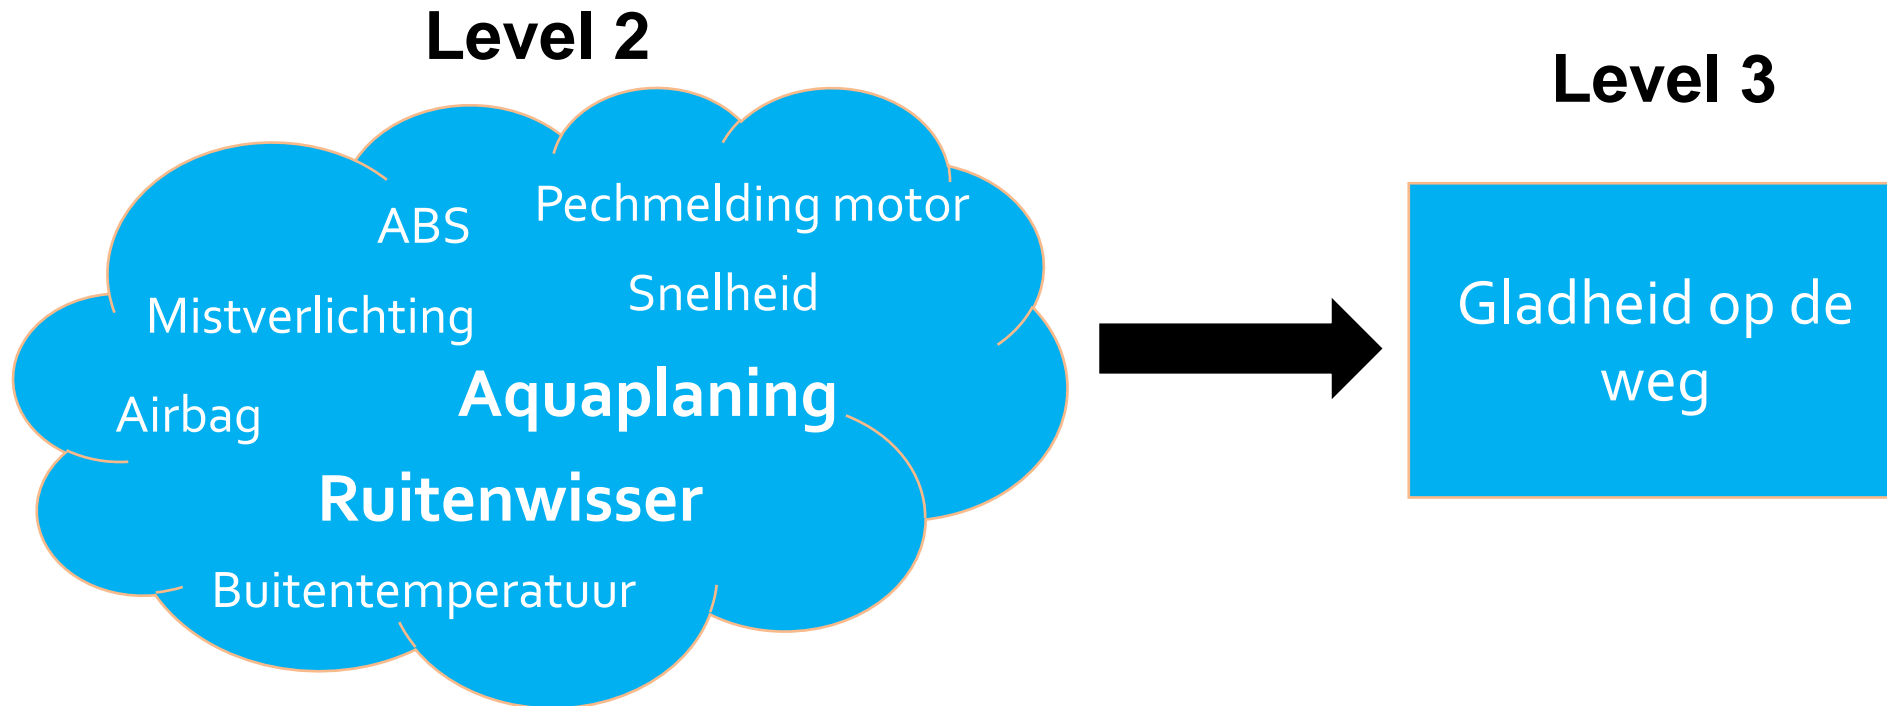 Level 2
Level 3
Pechmelding motor
ABS
Snelheid
Mistverlichting
Aquaplaning
Airbag
Ruitenwisser
Buitentemperatuur
Gladheid op de
weg